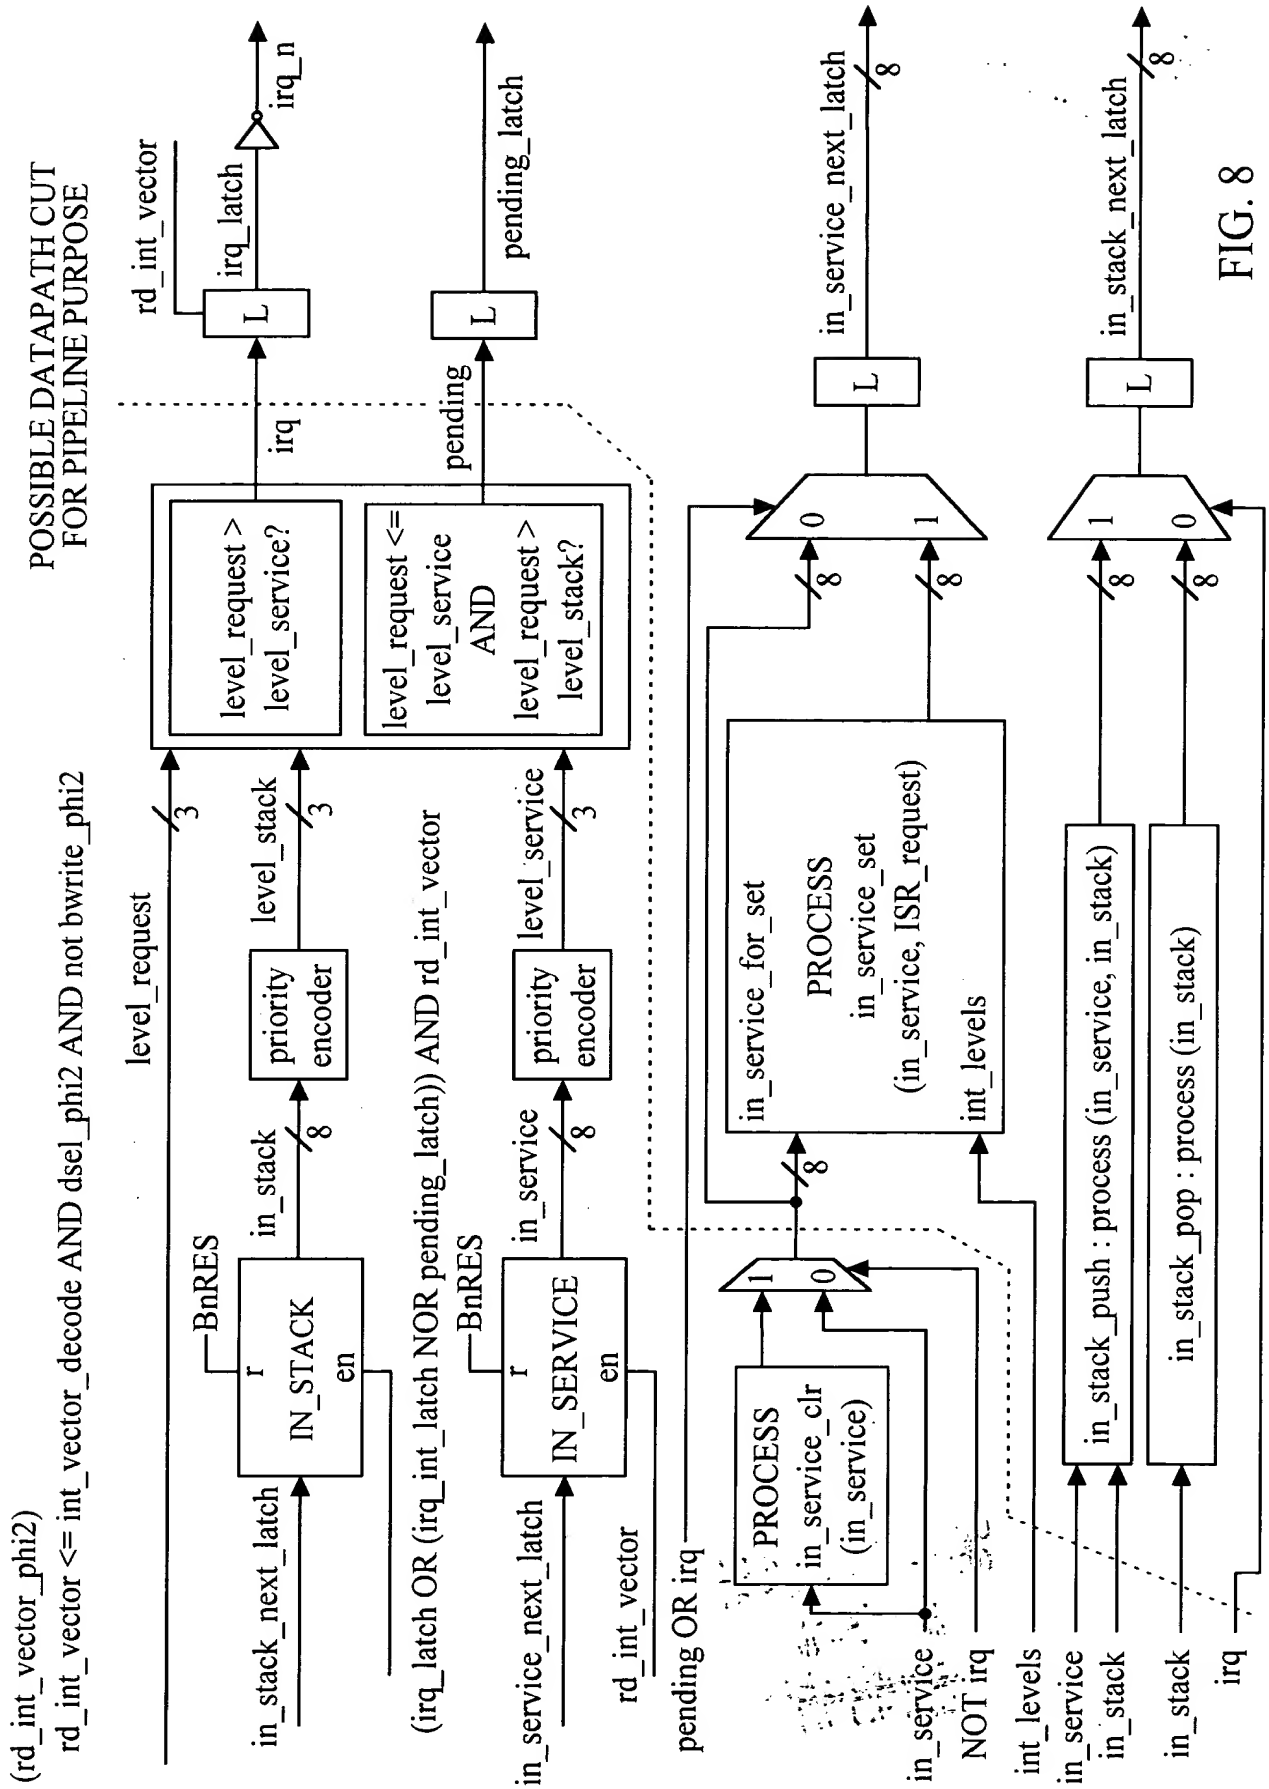 (rd_int_vector_phi2)
rd_int_vector <= int_vector_decode AND dsel_phi2 AND not bwrite_phi2
POSSIBLE DATAPATH CUT
FOR PIPELINE PURPOSE
level_request
3
rd_int_vector
L
irq_latch
irq_n
irq
level_request >
level_service?
BnRES
r
IN_STACK
en
in_stack_next_latch
in_stack
8
priority
encoder
level_stack
3
level_request <=
level_service
AND
level_request >
level_stack?
pending
L
pending_latch
(irq_latch OR (irq_int_latch NOR pending_latch)) AND rd_int_vector
BnRES
r
IN_SERVICE
en
in_service_next_latch
rd_int_vector
in_service
8
priority
encoder
level_service
3
pending OR irq
PROCESS
in_service_clr
(in_service)
in_service
NOT irq
1
0
8
in_service_for_set
PROCESS
in_service_set
(in_service, ISR_request)
int_levels
int_levels
8
8
0
1
L
in_service_next_latch
8
in_service
in_stack
in_stack_push : process (in_service, in_stack)
8
in_stack
in_stack_pop : process (in_stack)
8
irq
1
0
L
in_stack_next_latch
8
FIG. 8